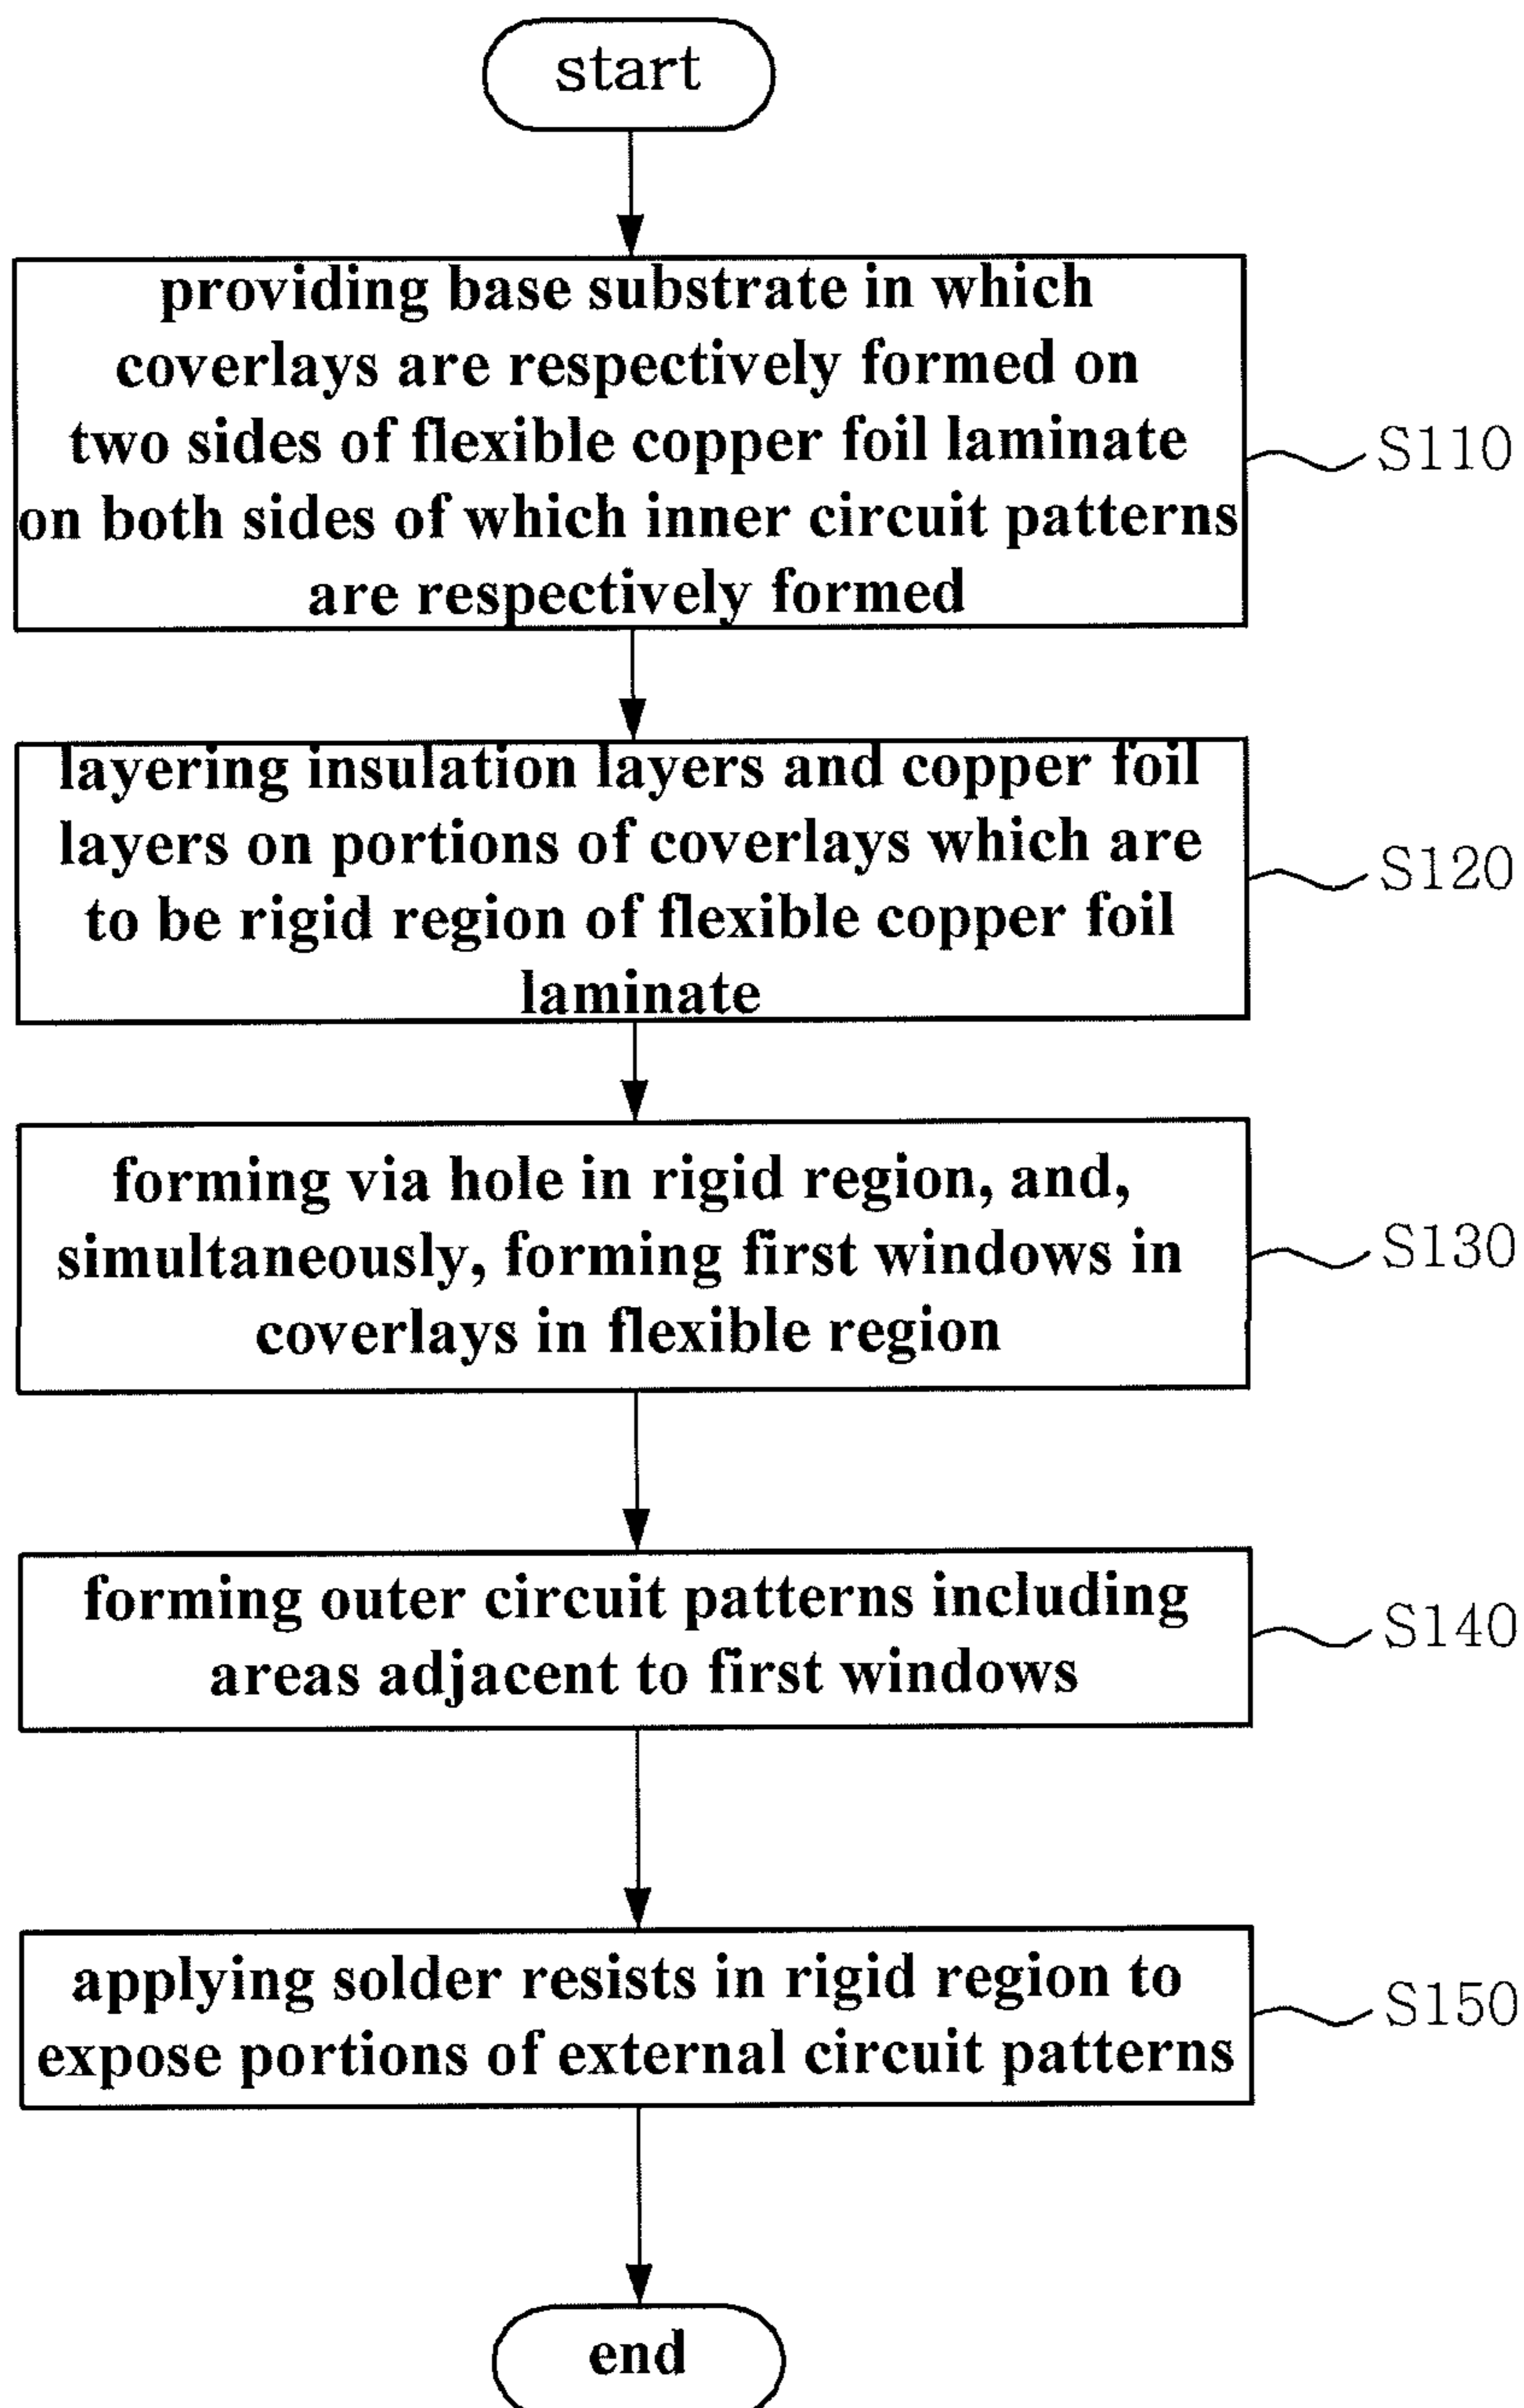 start
providing base substrate in which
coverlays are respectively formed on
two sides of flexible copper foil laminate
on both sides of which inner circuit patterns
are respectively formed
S110
layering insulation layers and copper foil
layers on portions of coverlays which are
to be rigid region of flexible copper foil
laminate
S120
forming via hole in rigid region, and,
simultaneously, forming first windows in
coverlays in flexible region
S130
forming outer circuit patterns including
areas adjacent to first windows
S140
applying solder resists in rigid region to
expose portions of external circuit patterns
S150
end